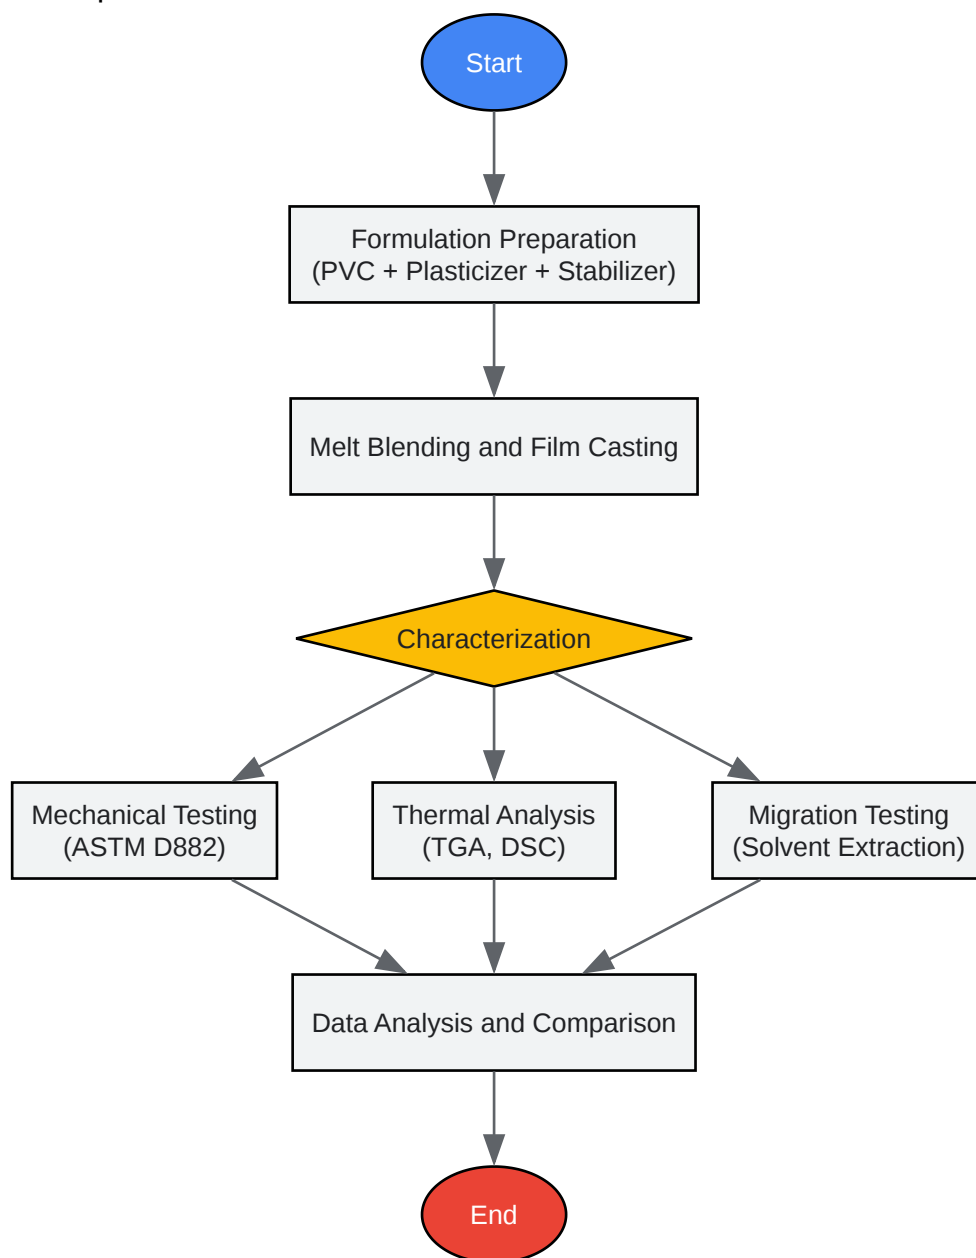 Start
Formulation Preparation
(PVC + Plasticizer + Stabilizer)
Melt Blending and Film Casting
Characterization
Mechanical Testing
(ASTM D882)
Thermal Analysis
(TGA, DSC)
Migration Testing
(Solvent Extraction)
Data Analysis and Comparison
End